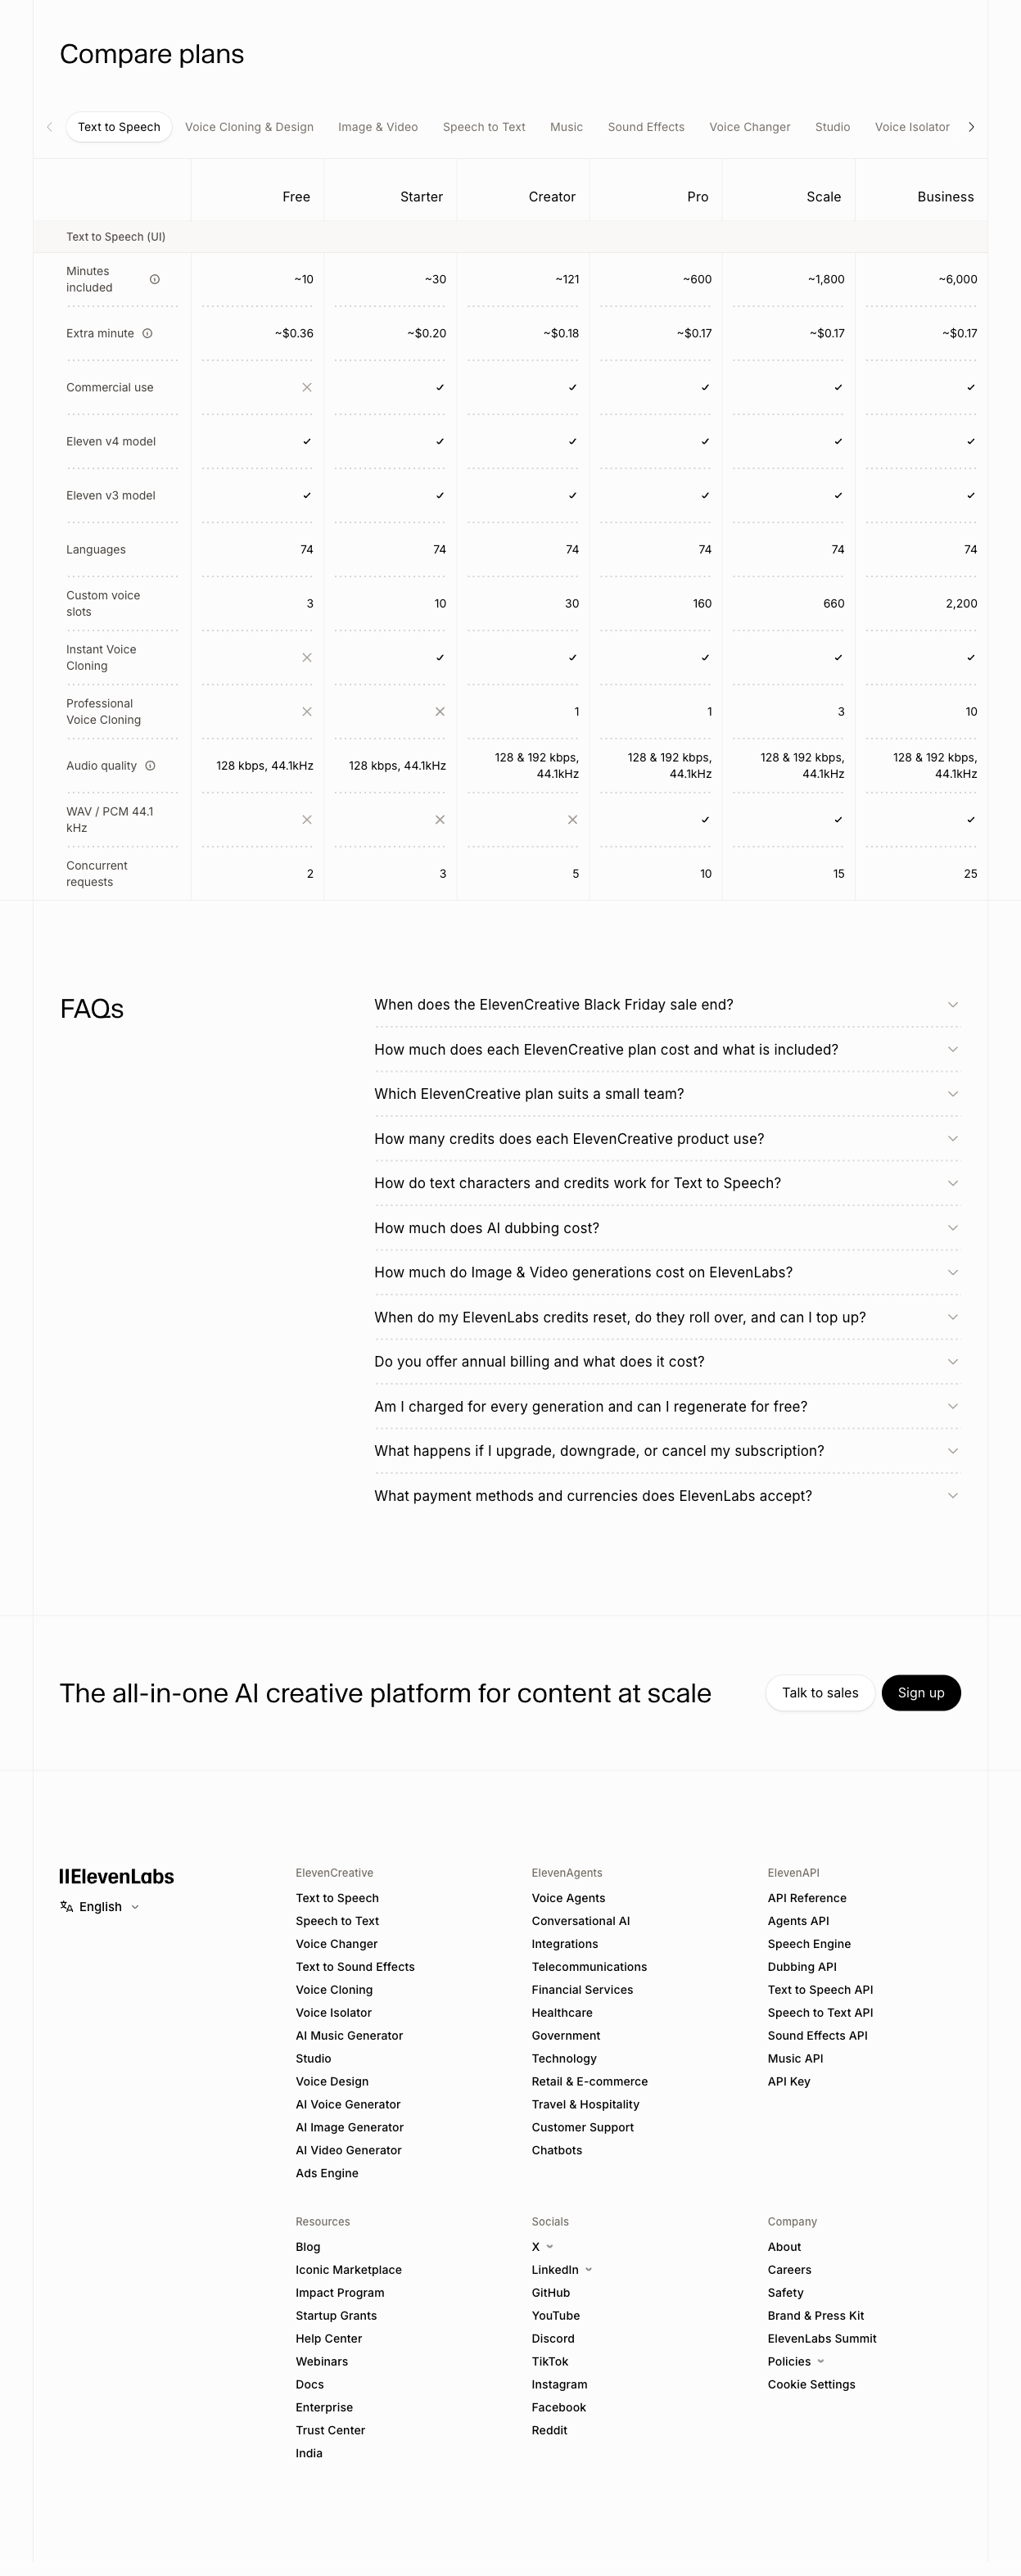 Compare plans
Text to Speech Voice Cloning & Design Image & Video Speech to Text Music Sound Effects Voice Changer Studio Voice Isolator
Free Starter Creator Pro Scale Business
Text to Speech (UI)
Minutes
included
~10 ~30 ~121 ~600 ~1,800 ~6,000
Extra minute ~$0.36 ~$0.20 ~$0.18 ~$0.17 ~$0.17 ~$0.17
Commercial use
Eleven v4 model
Eleven v3 model
Languages 74 74 74 74 74 74
Custom voice
slots
3 10 30 160 660 2,200
Instant Voice
Cloning
Professional
Voice Cloning
1 1 3 10
Audio quality 128 kbps, 44.1kHz 128 kbps, 44.1kHz
128 & 192 kbps,
44.1kHz
128 & 192 kbps,
44.1kHz
128 & 192 kbps,
44.1kHz
128 & 192 kbps,
44.1kHz
WAV / PCM 44.1
kHz
Concurrent
requests
2 3 5 10 15 25
FAQs
When does the ElevenCreative Black Friday sale end?
How much does each ElevenCreative plan cost and what is included?
Which ElevenCreative plan suits a small team?
How many credits does each ElevenCreative product use?
How do text characters and credits work for Text to Speech?
How much does AI dubbing cost?
How much do Image & Video generations cost on ElevenLabs?
When do my ElevenLabs credits reset, do they roll over, and can I top up?
Do you offer annual billing and what does it cost?
Am I charged for every generation and can I regenerate for free?
What happens if I upgrade, downgrade, or cancel my subscription?
What payment methods and currencies does ElevenLabs accept?
The all-in-one AI creative platform for content at scale
Talk to sales
Sign up
IIElevenLabs
English
ElevenCreative
Text to Speech
Speech to Text
Voice Changer
Text to Sound Effects
Voice Cloning
Voice Isolator
AI Music Generator
Studio
Voice Design
AI Voice Generator
AI Image Generator
AI Video Generator
Ads Engine
ElevenAgents
Voice Agents
Conversational AI
Integrations
Telecommunications
Financial Services
Healthcare
Government
Technology
Retail & E-commerce
Travel & Hospitality
Customer Support
Chatbots
ElevenAPI
API Reference
Agents API
Speech Engine
Dubbing API
Text to Speech API
Speech to Text API
Sound Effects API
Music API
API Key
Resources
Blog
Iconic Marketplace
Impact Program
Startup Grants
Help Center
Webinars
Docs
Enterprise
Trust Center
India
Socials
X
LinkedIn
GitHub
YouTube
Discord
TikTok
Instagram
Facebook
Reddit
Company
About
Careers
Safety
Brand & Press Kit
ElevenLabs Summit
Policies
Cookie Settings